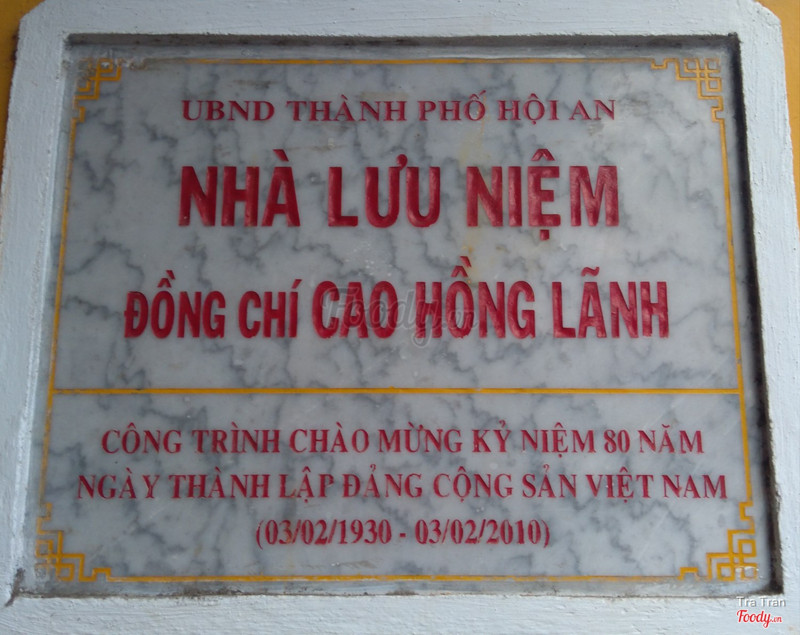 UBND THÀNH PHỐ HỘI AN
NHÀ LƯU NIỆM
ĐỒNG CHÍ CAO HỒNG LÃNH
Foody.vn
CÔNG TRÌNH CHÀO MỪNG KỶ NIỆM 80 NĂM
NGÀY THÀNH LẬP ĐẢNG CỘNG SẢN VIỆT NAM
(03/02/1930 - 03/02/2010)
Tra Tran
Foody.vn